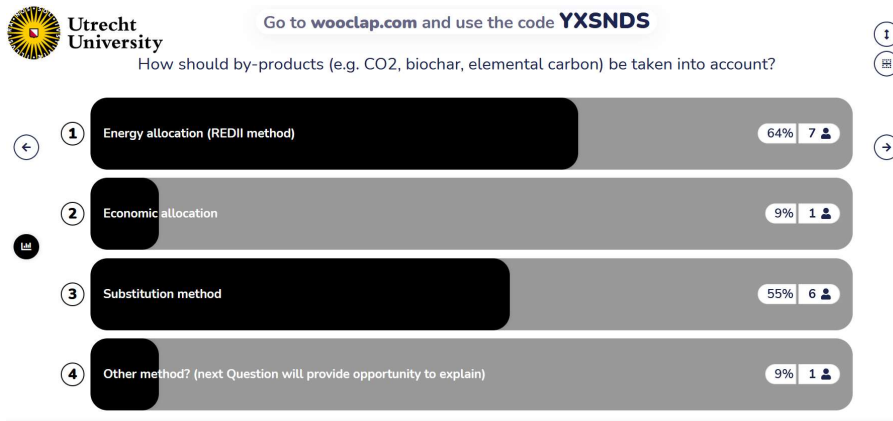 Utrecht
University
Go to wooclap.com and use the code YXSNDS
How should by-products (e.g. CO2, biochar, elemental carbon) be taken into account?
1 Energy allocation (REDII method) 64% 7
2 Economic allocation 9% 1
3 Substitution method 55% 6
4 Other method? (next Question will provide opportunity to explain) 9% 1